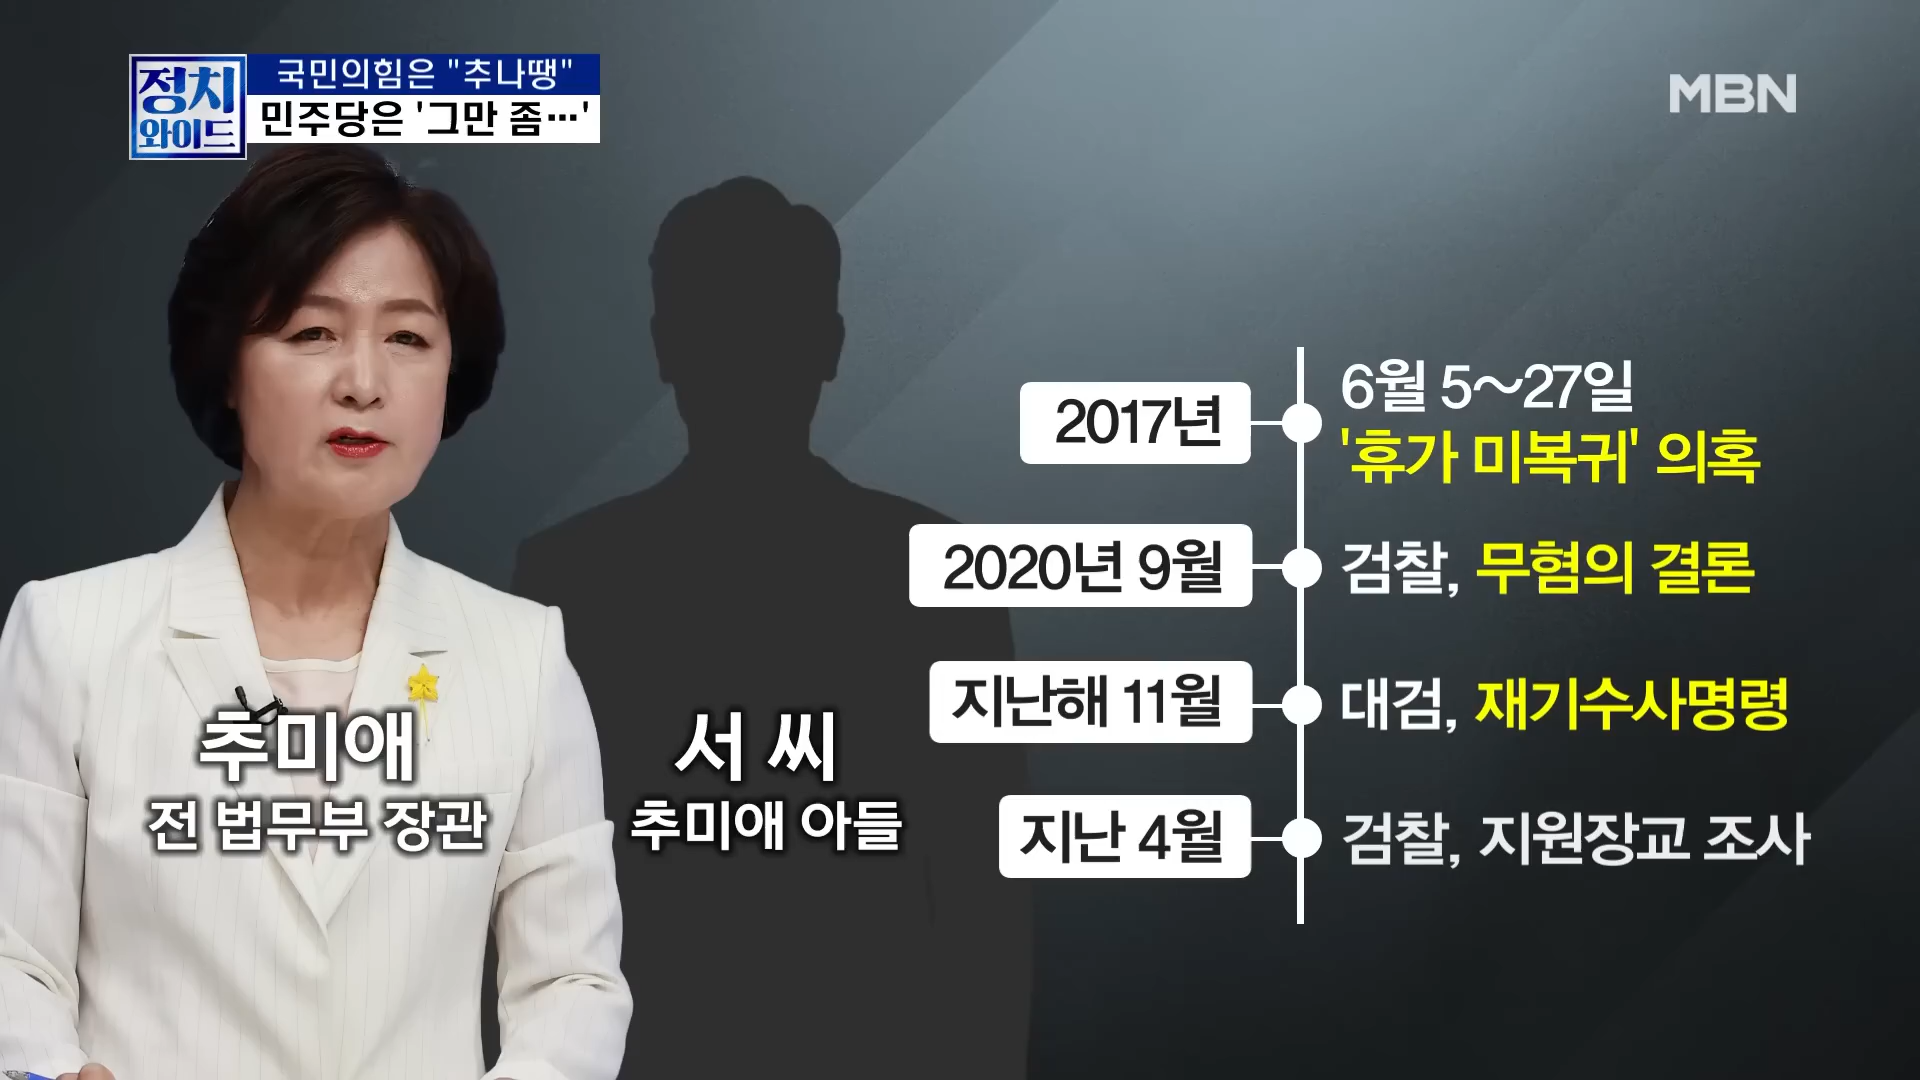 정치
와이드
국민의힘은 "추나땡"
민주당은 '그만 좀…'
MBN
추미애
전 법무부 장관
서 씨
추미애 아들
2017년
6월 5~27일
'휴가 미복귀' 의혹
2020년 9월
검찰, 무혐의 결론
지난해 11월
대검, 재기수사명령
지난 4월
검찰, 지원장교 조사